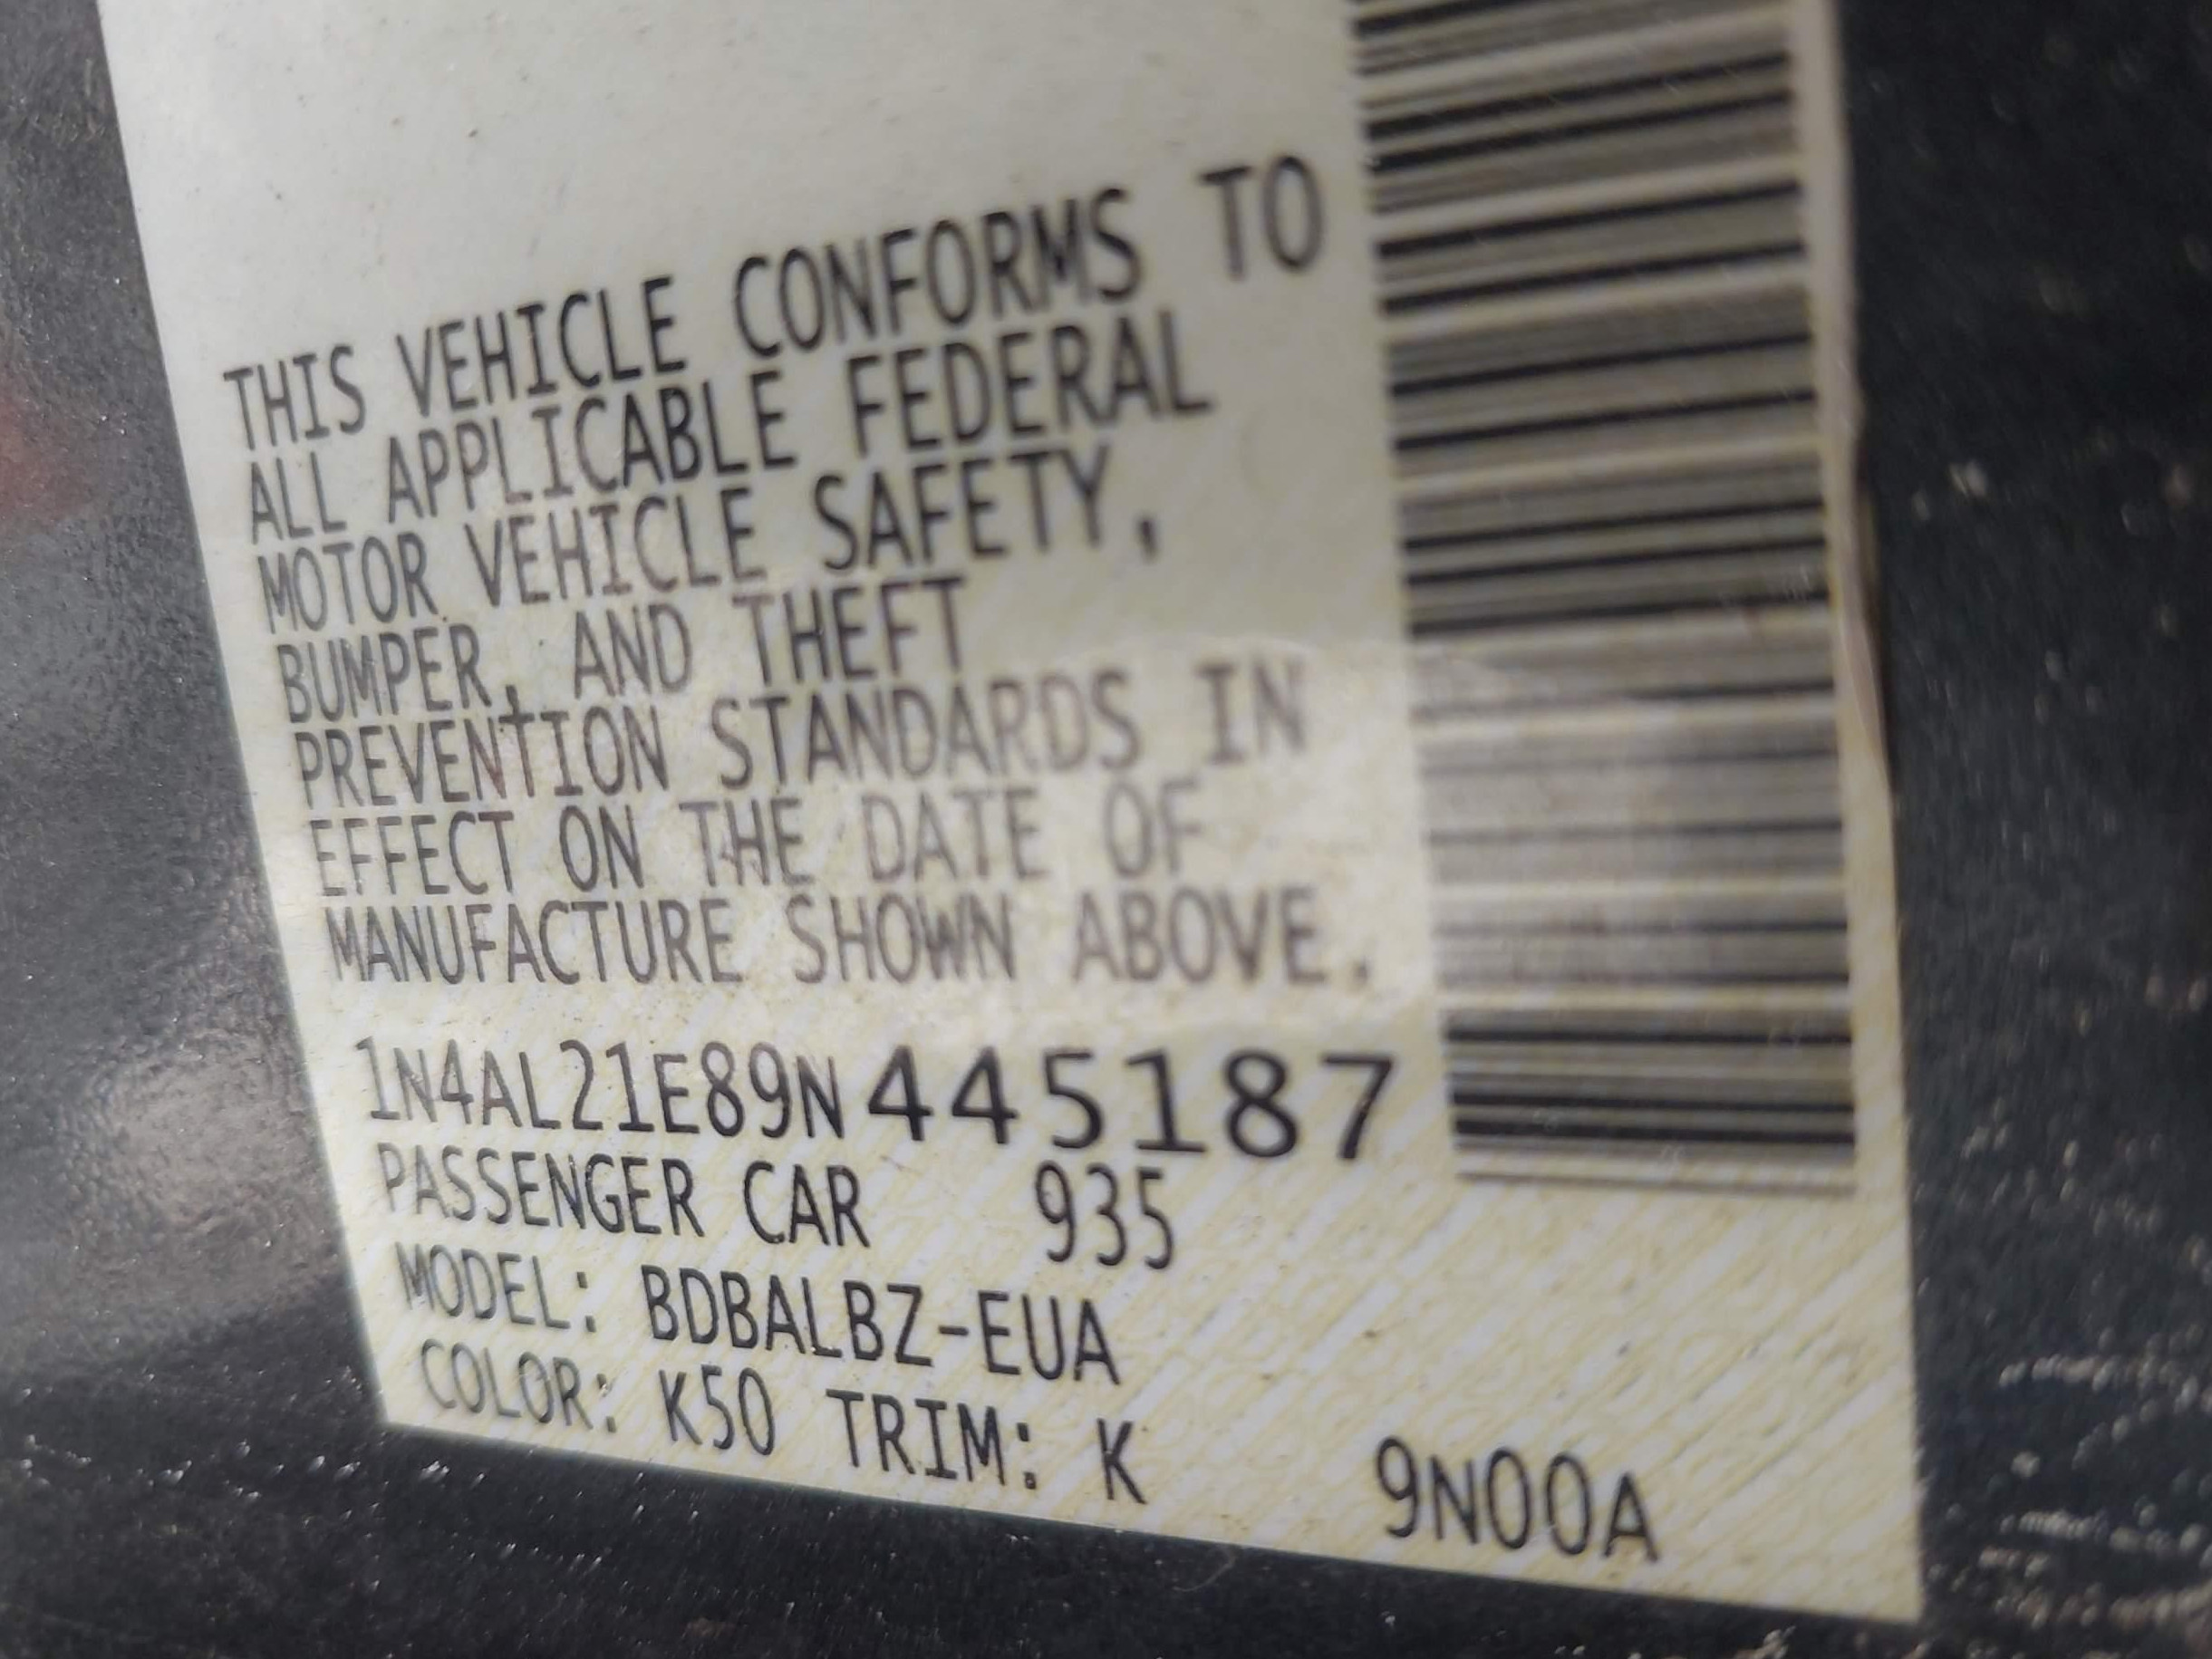 THIS VEHICLE CONFORMS TO
ALL APPLICABLE FEDERAL
MOTOR VEHICLE SAFETY,
BUMPER, AND THEFT
PREVENTION STANDARDS IN
EFFECT ON THE DATE OF
MANUFACTURE SHOWN ABOVE.
1N4AL21E89N445187
PASSENGER CAR 935
MODEL: BDBALBZ-EUA
COLOR: K50 TRIM: K 9N00A